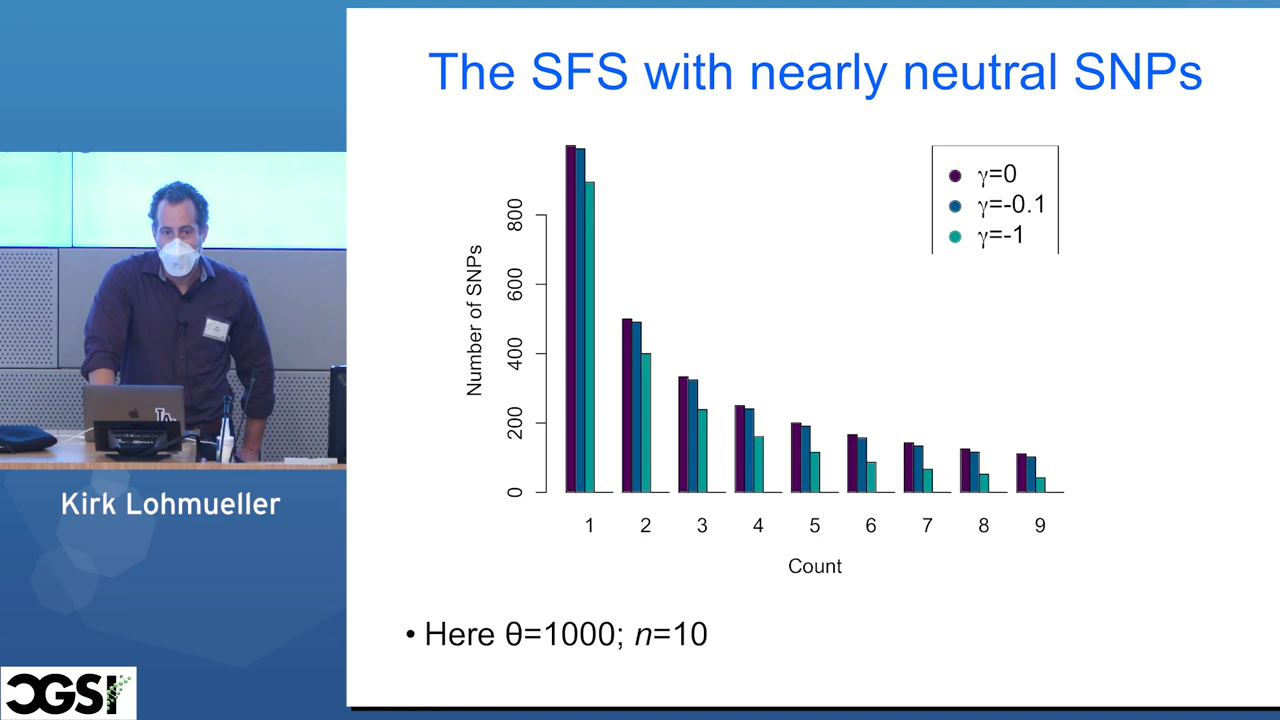 The SFS with nearly neutral SNPs
γ=0
γ=-0.1
γ=-1
Number of SNPs
800
600
400
200
0
1 2 3 4 5 6 7 8 9
Count
• Here θ=1000; n=10
LA
Kirk Lohmueller
CGSI